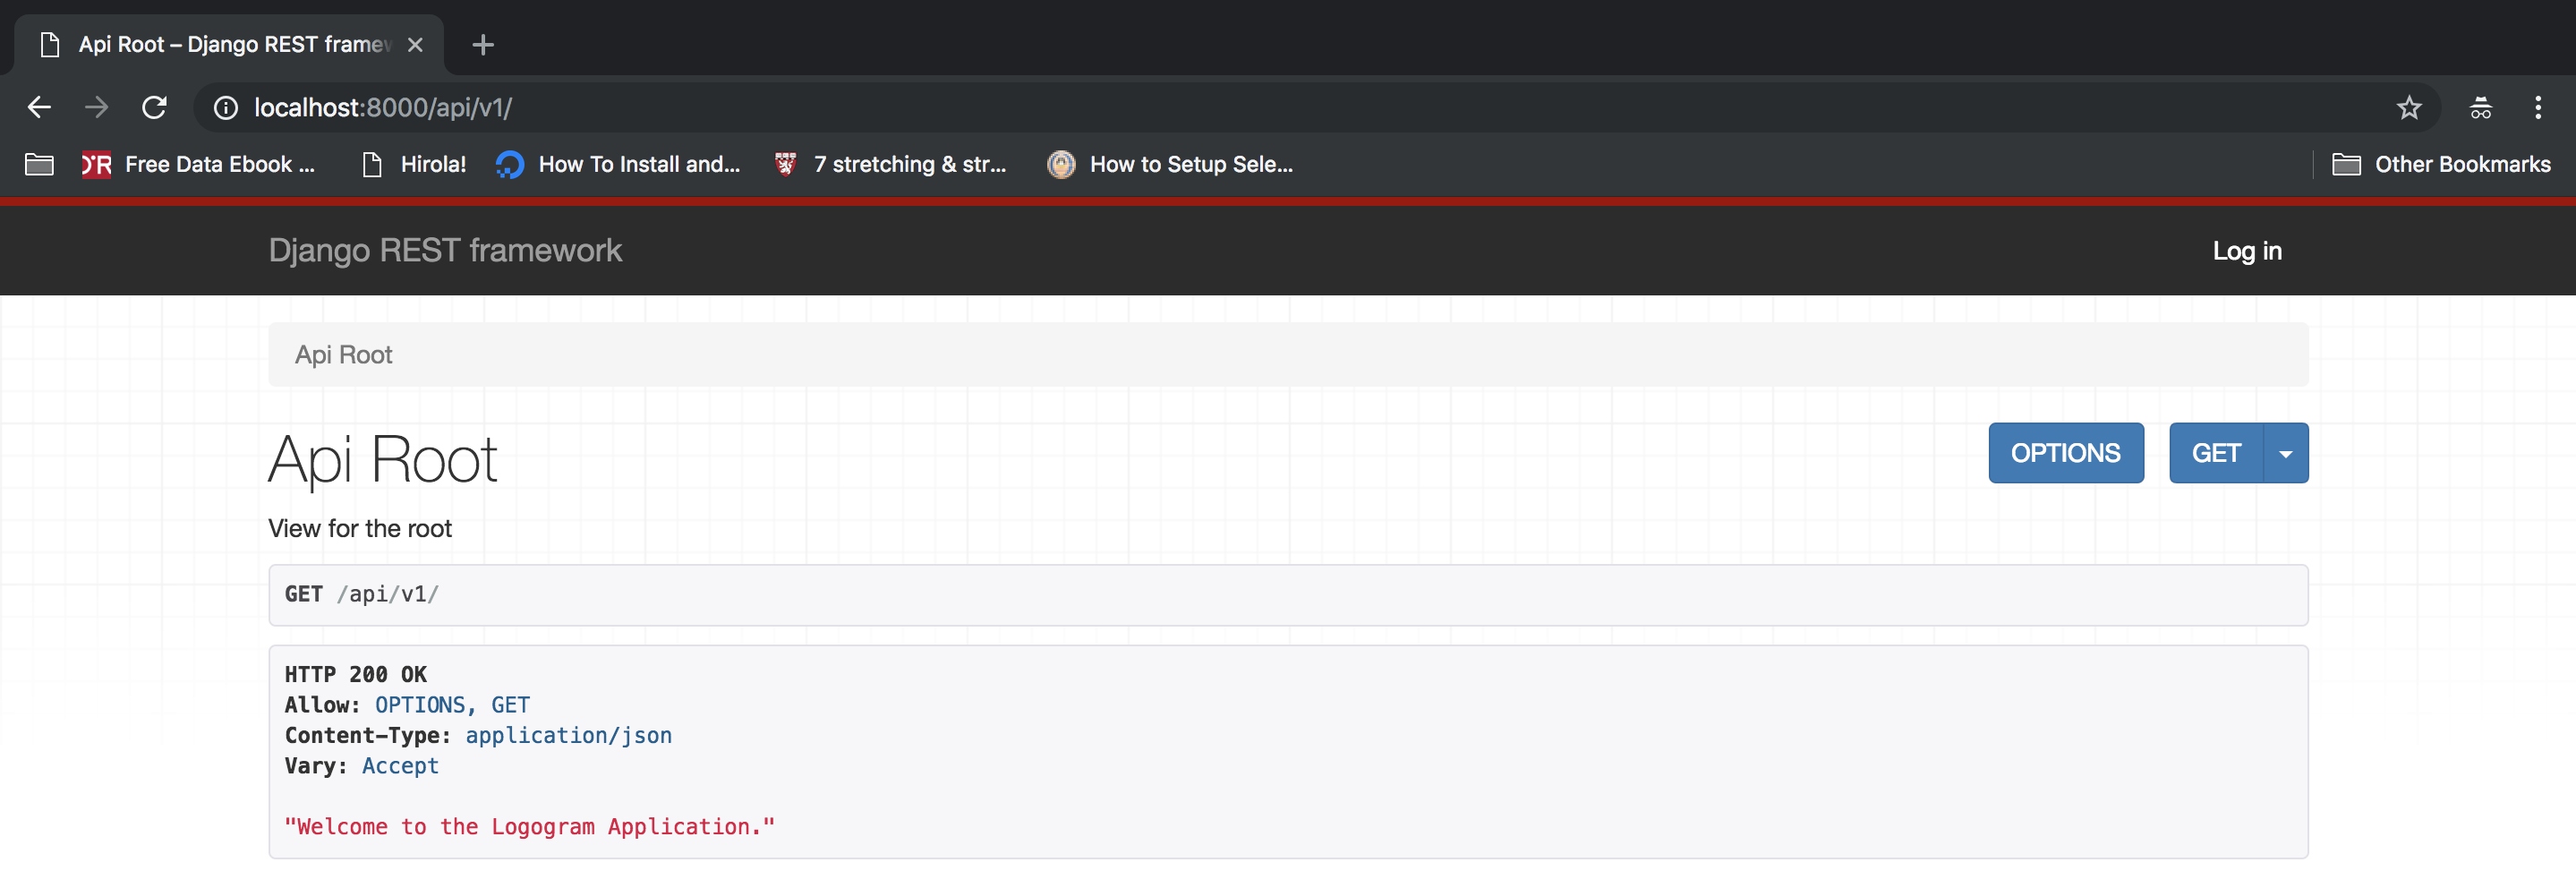 Api Root – Django REST framew
localhost:8000/api/v1/
Free Data Ebook ... Hirola! How To Install and... 7 stretching & str... How to Setup Sele... Other Bookmarks
Django REST framework Log in
Api Root
Api Root OPTIONS GET
View for the root
GET /api/v1/
HTTP 200 OK
Allow: OPTIONS, GET
Content-Type: application/json
Vary: Accept
"Welcome to the Logogram Application."